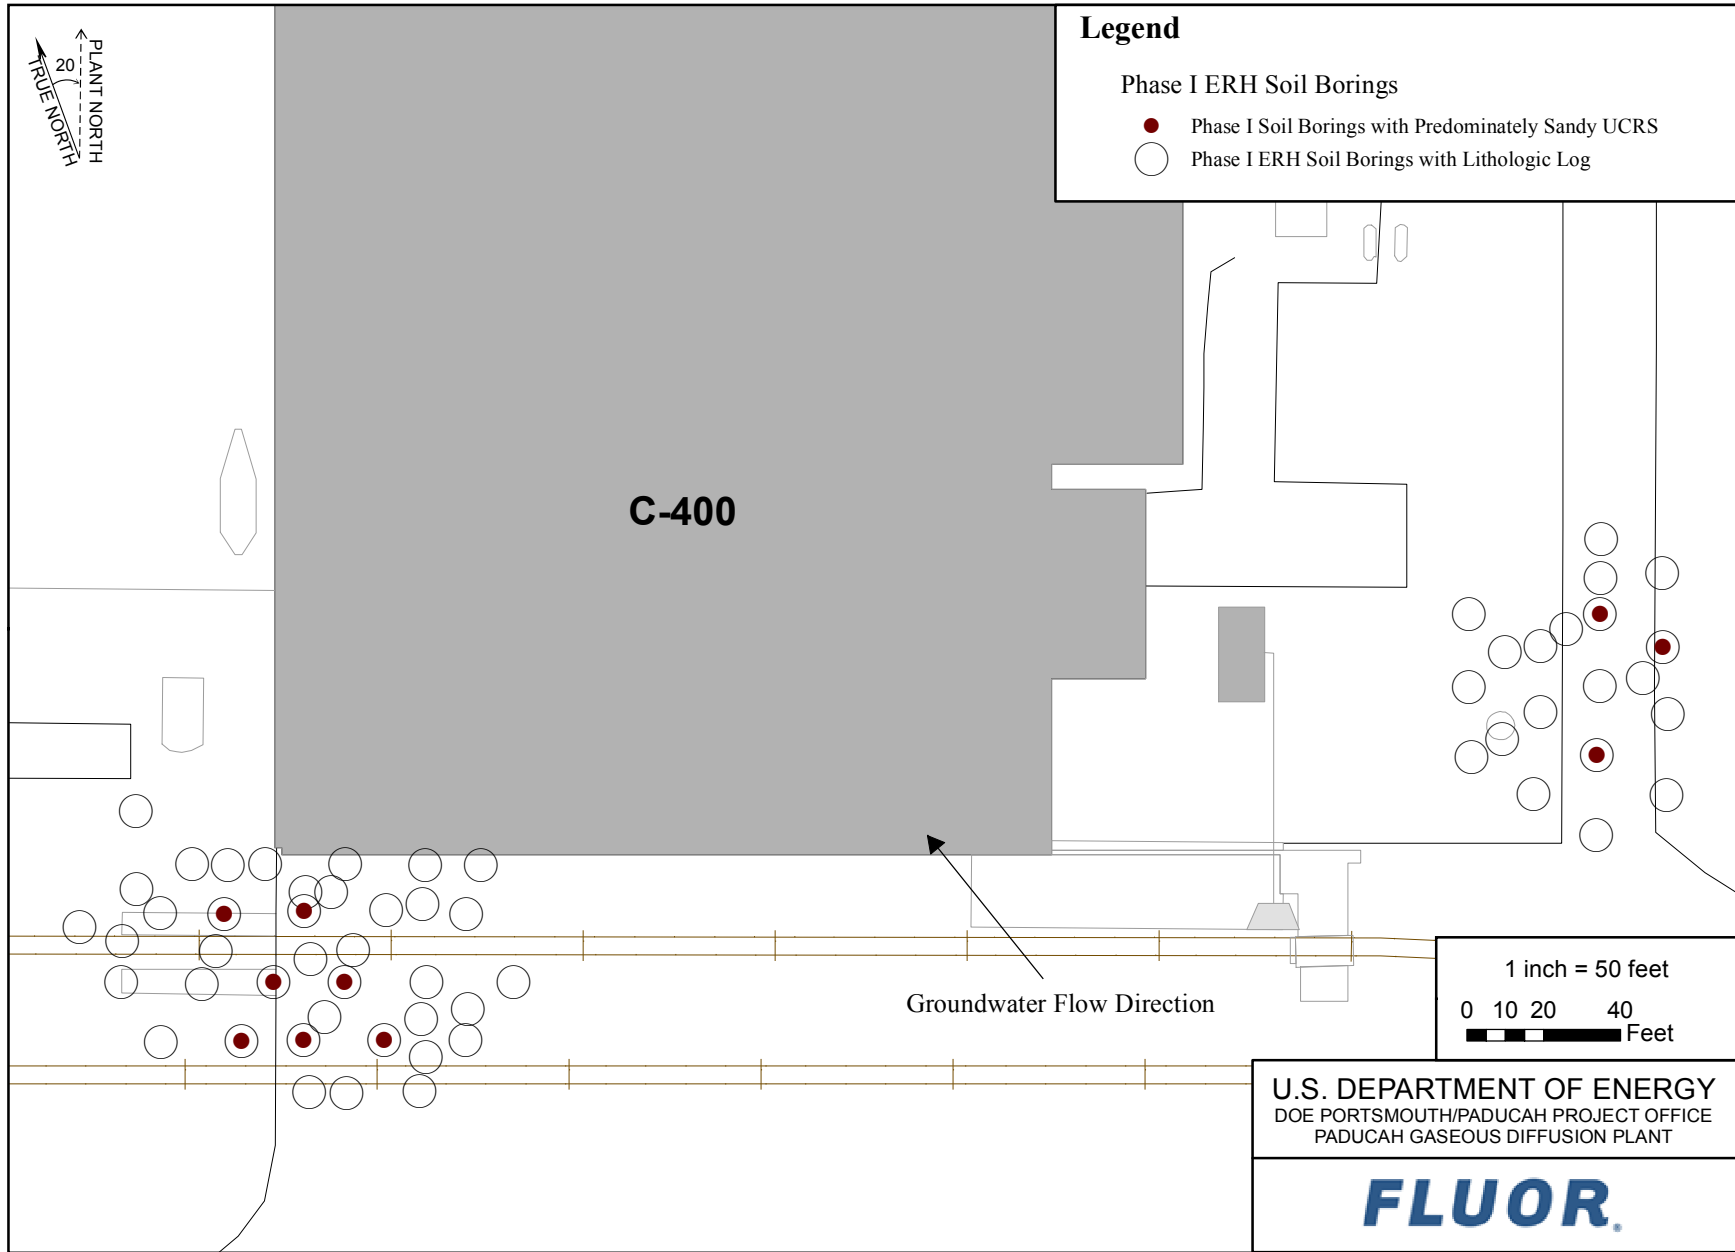 Legend
Phase I ERH Soil Borings
Phase I Soil Borings with Predominately Sandy UCRS
Phase I ERH Soil Borings with Lithologic Log
20
TRUE NORTH
PLANT NORTH
C-400
Groundwater Flow Direction
1 inch = 50 feet
0 10 20 40
Feet
U.S. DEPARTMENT OF ENERGY
DOE PORTSMOUTH/PADUCAH PROJECT OFFICE
PADUCAH GASEOUS DIFFUSION PLANT
FLUOR®